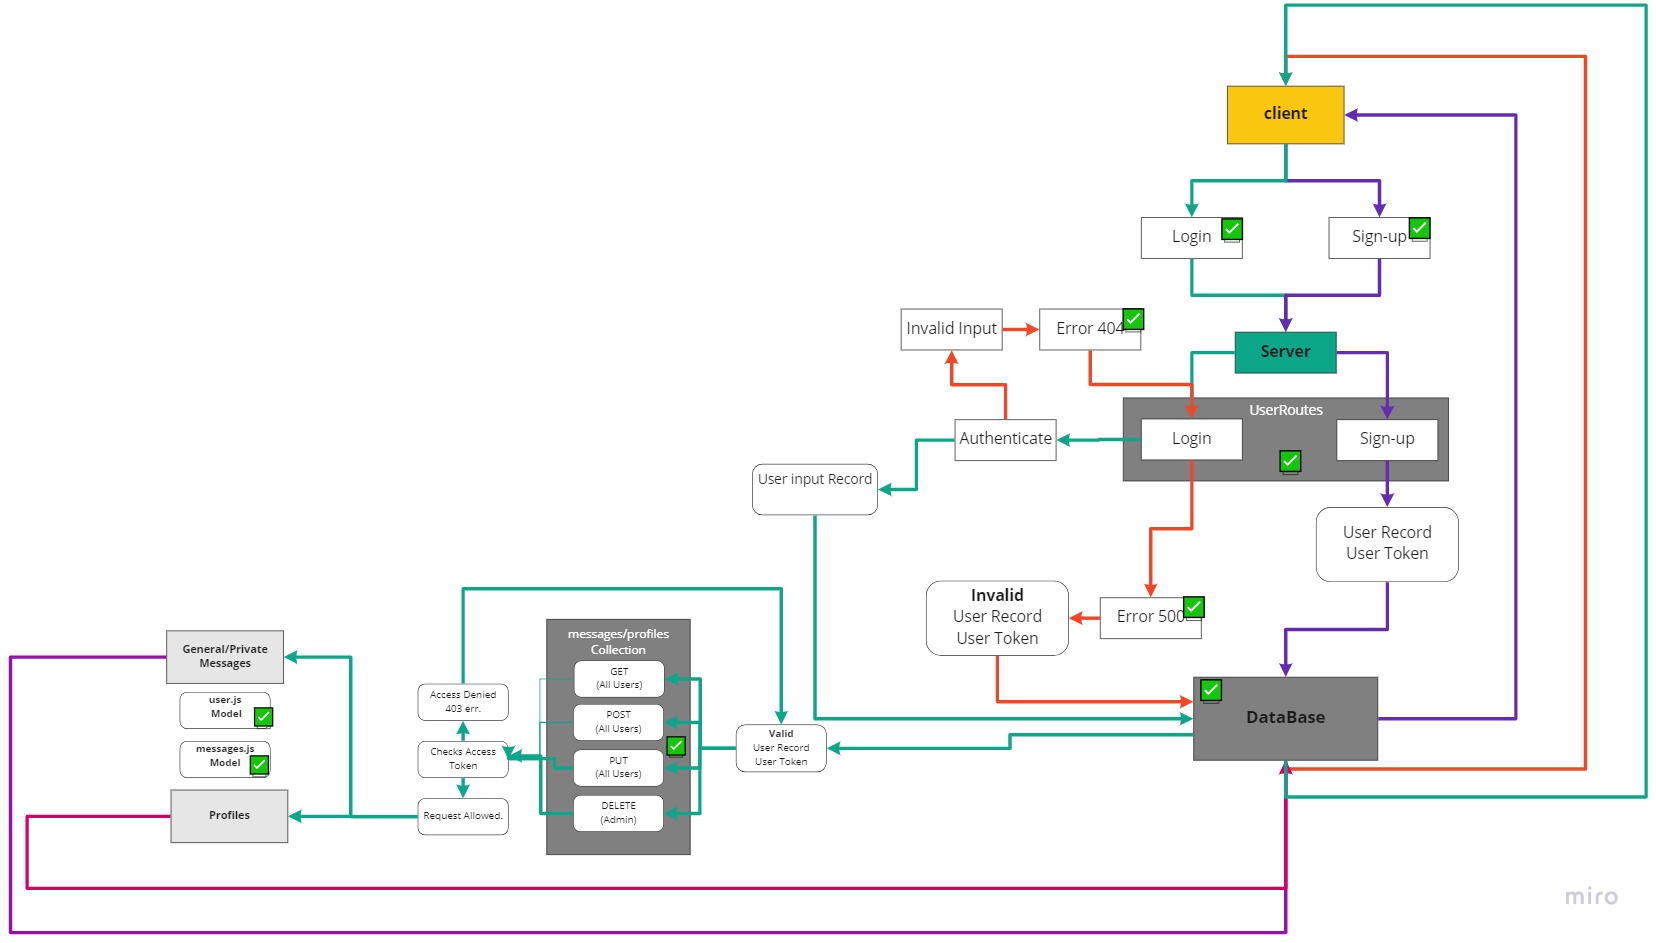 client
Login
Sign-up
Invalid Input
Error 404
Server
UserRoutes
Authenticate
Login
Sign-up
User input Record
User Record
User Token
Invalid
User Record
User Token
Error 500
messages/profiles
Collection
GET
(All Users)
POST
(All Users)
PUT
(All Users)
DELETE
(Admin)
General/Private
Messages
user.js
Model
messages.js
Model
Profiles
Access Denied
403 err.
Checks Access
Token
Request Allowed.
Valid
User Record
User Token
DataBase
miro